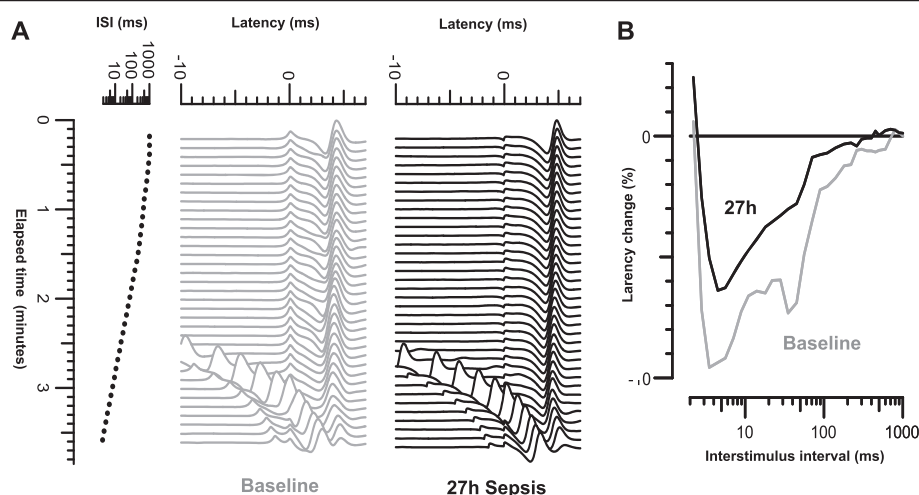 A
ISI (ms)
10 100 1000
Latency (ms)
-10 0
Latency (ms)
-10 0
Elapsed time (minutes)
0
1
2
3
Baseline
27h Sepsis
B
Larency change (%)
0
-.0
27h
Baseline
10 100 1000
Interstimulus interval (ms)